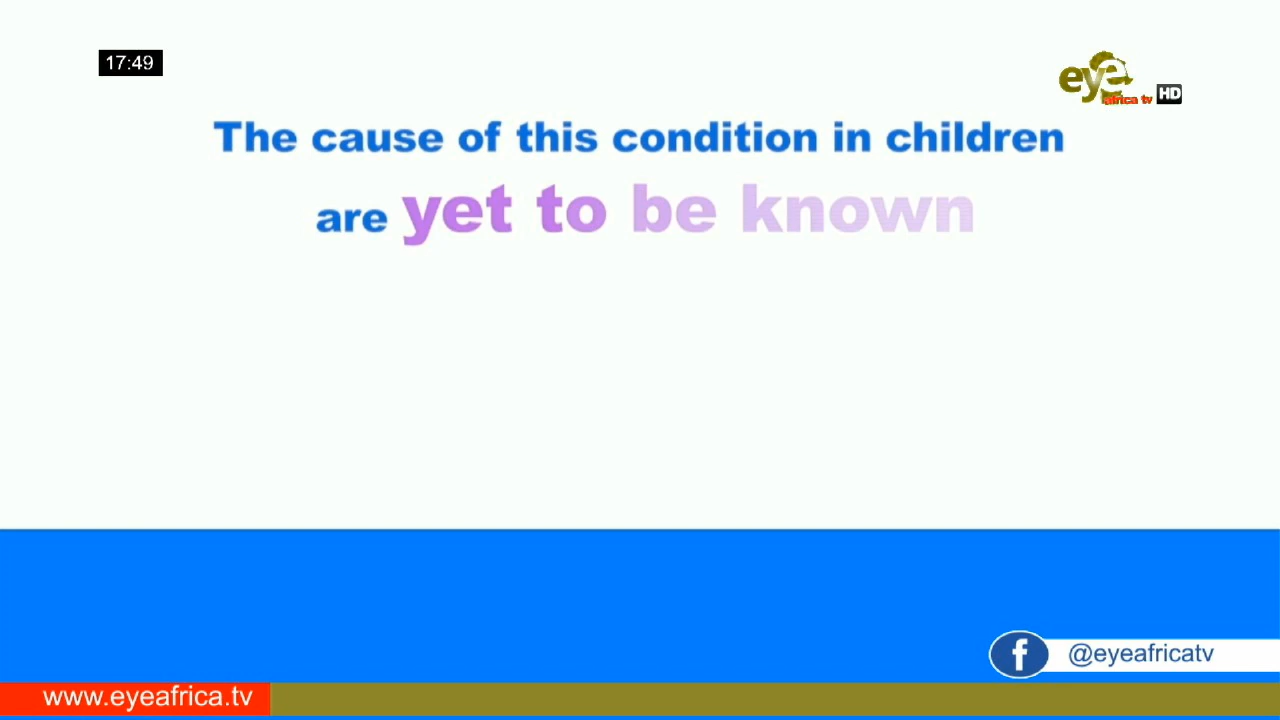 17:49
eye
africa tv HD
The cause of this condition in children
are yet to be known
f @eyeafricatv
www.eyeafrica.tv